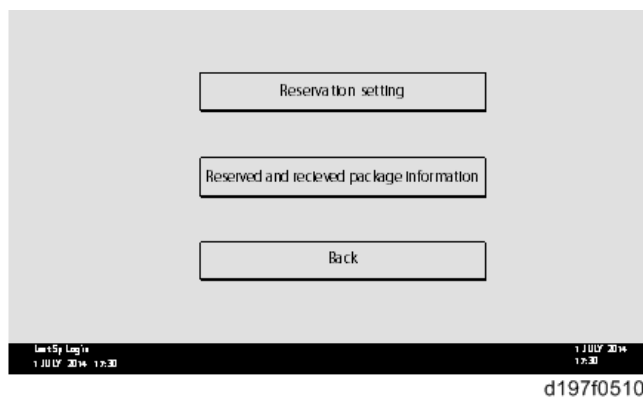 Reservation setting
Reserved and recieved package information
Back
Last Sp Login
1 JULY 2014 17:30
1 JULY 2014
17:30
d197f0510